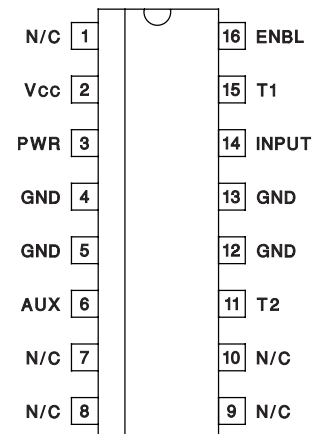 N/C 1 16 ENBL
Vcc 2 15 T1
PWR 3 14 INPUT
GND 4 13 GND
GND 5 12 GND
AUX 6 11 T2
N/C 7 10 N/C
N/C 8 9 N/C